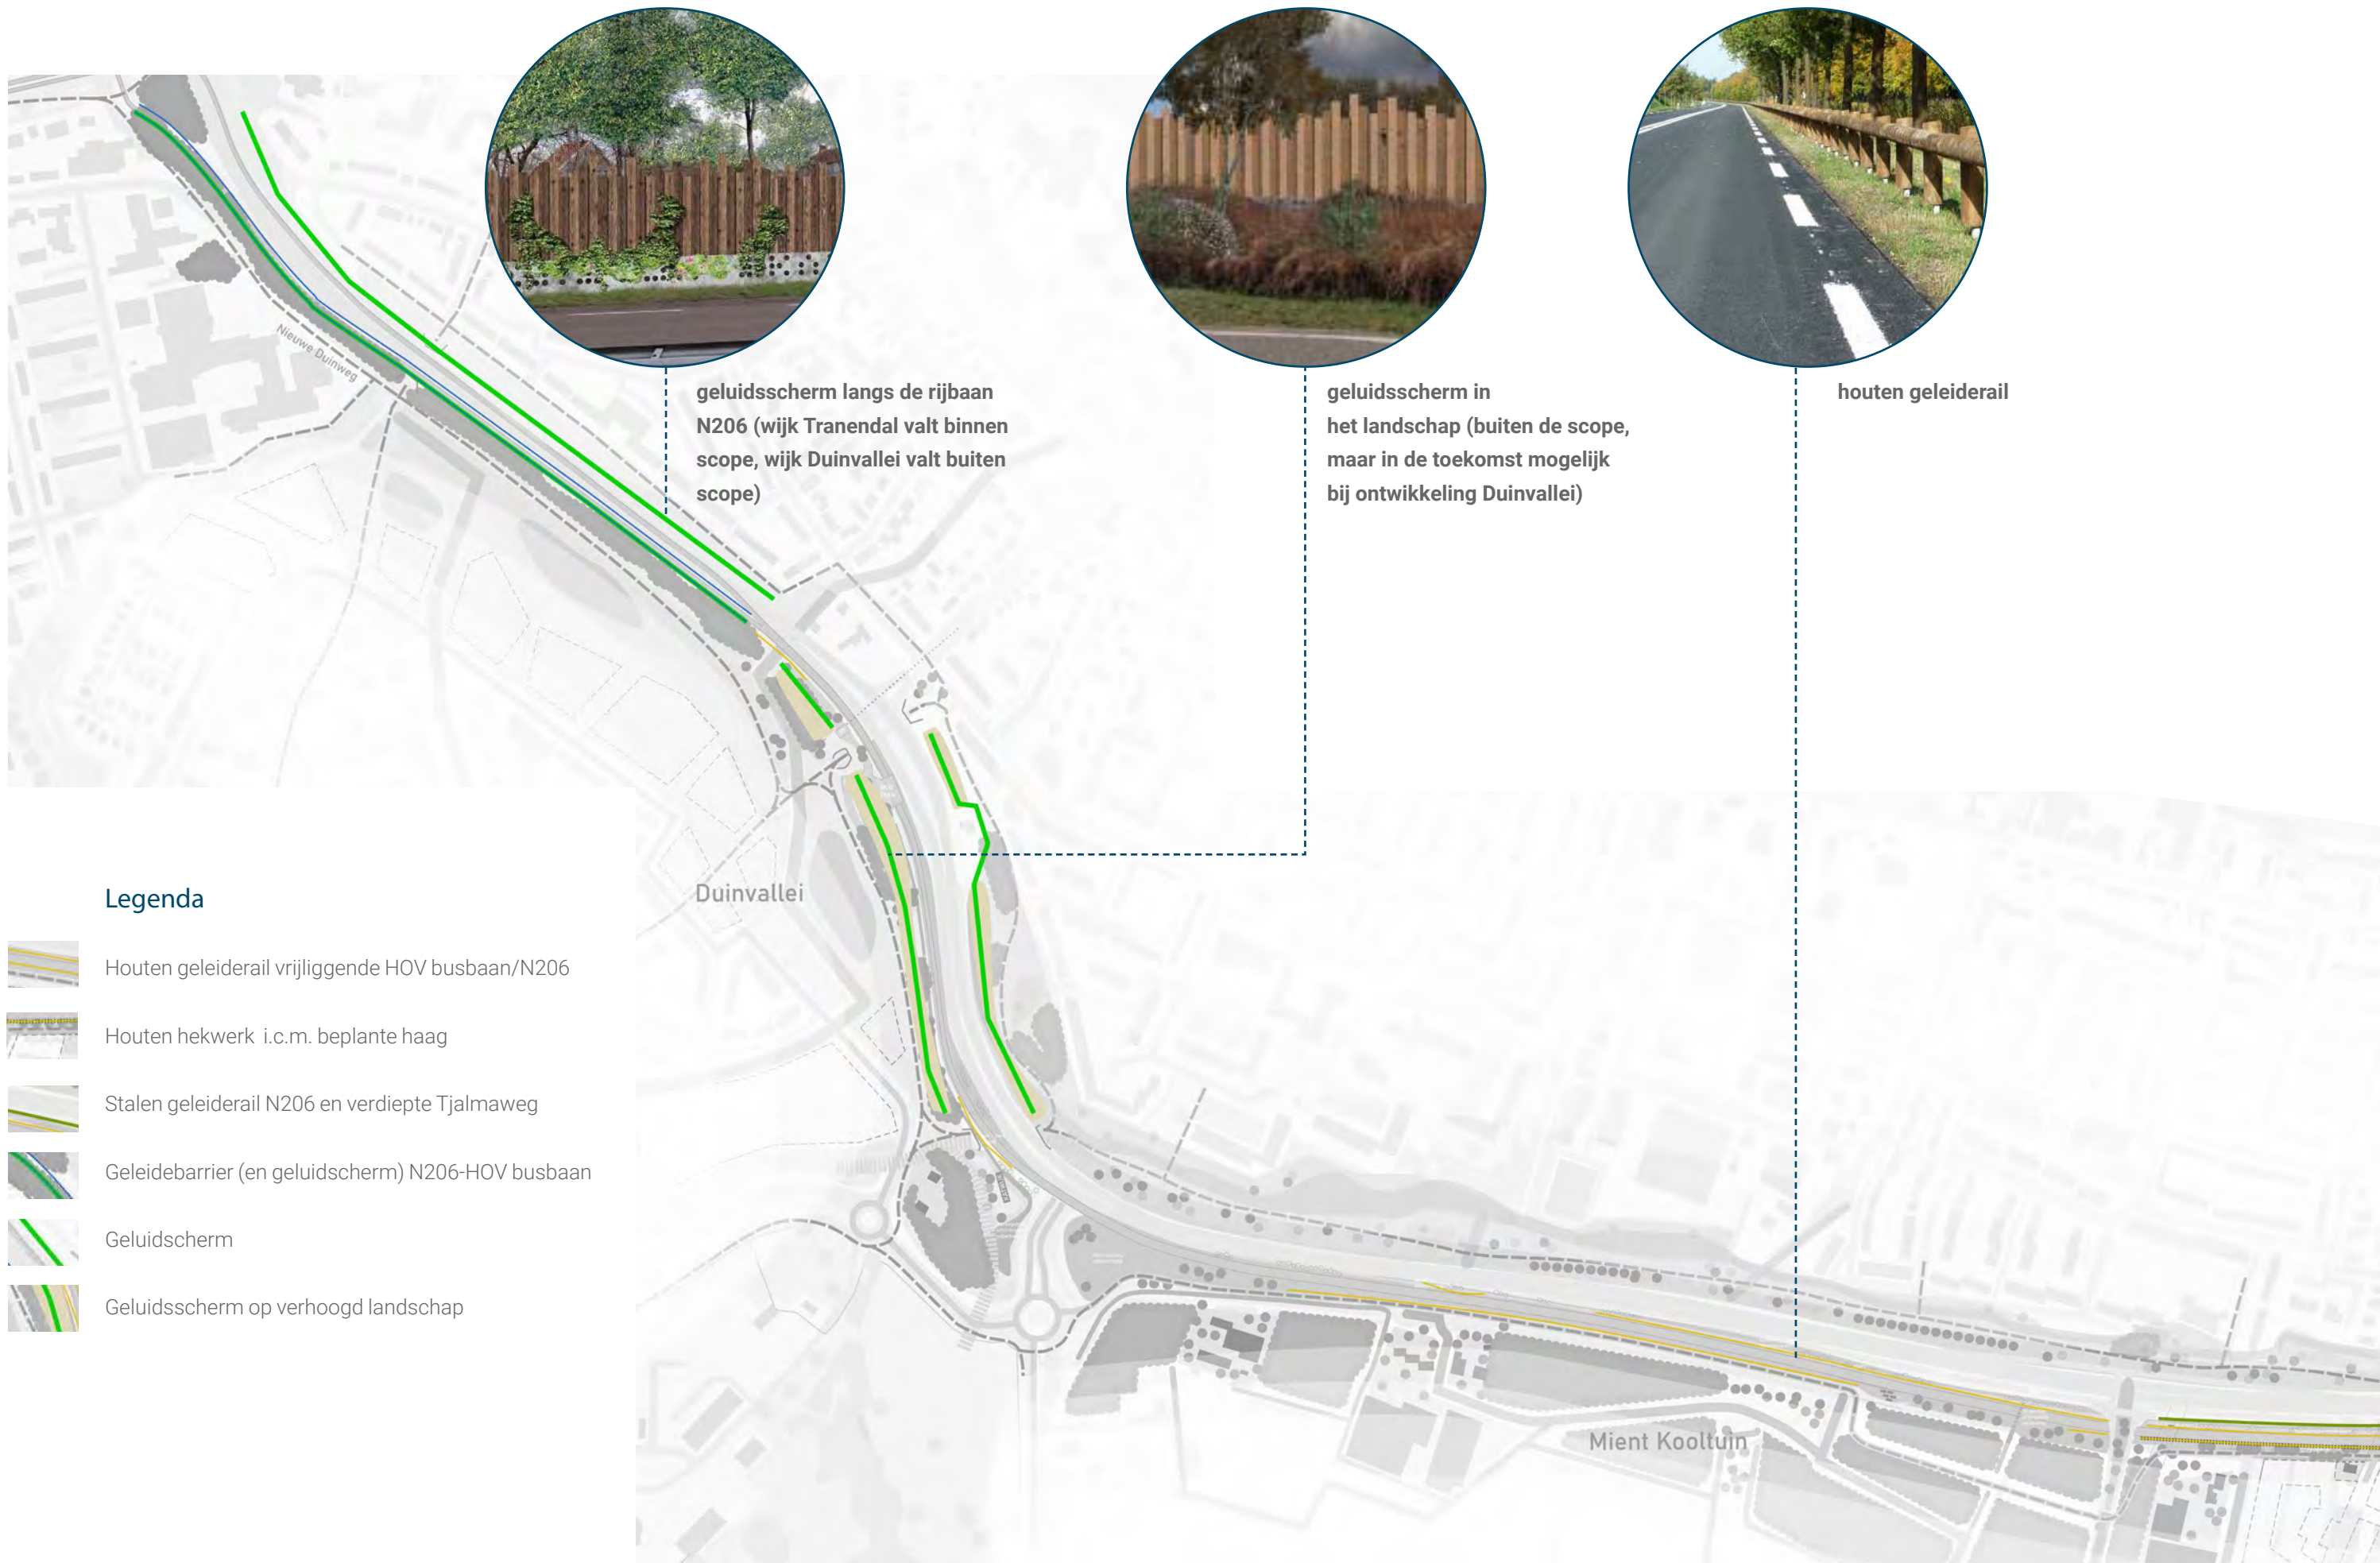 geluidsscherm langs de rijbaan
N206 (wijk Tranendal valt binnen
scope, wijk Duinvallei valt buiten
scope)
geluidsscherm in
het landschap (buiten de scope,
maar in de toekomst mogelijk
bij ontwikkeling Duinvallei)
houten geleiderail
Nieuwe Duinweg
Duinvallei
Legenda
Houten geleiderail vrijliggende HOV busbaan/N206
Houten hekwerk i.c.m. beplante haag
Stalen geleiderail N206 en verdiepte Tjalmaweg
Geleidebarrier (en geluidscherm) N206-HOV busbaan
Geluidscherm
Geluidsscherm op verhoogd landschap
Mient Kooltuin